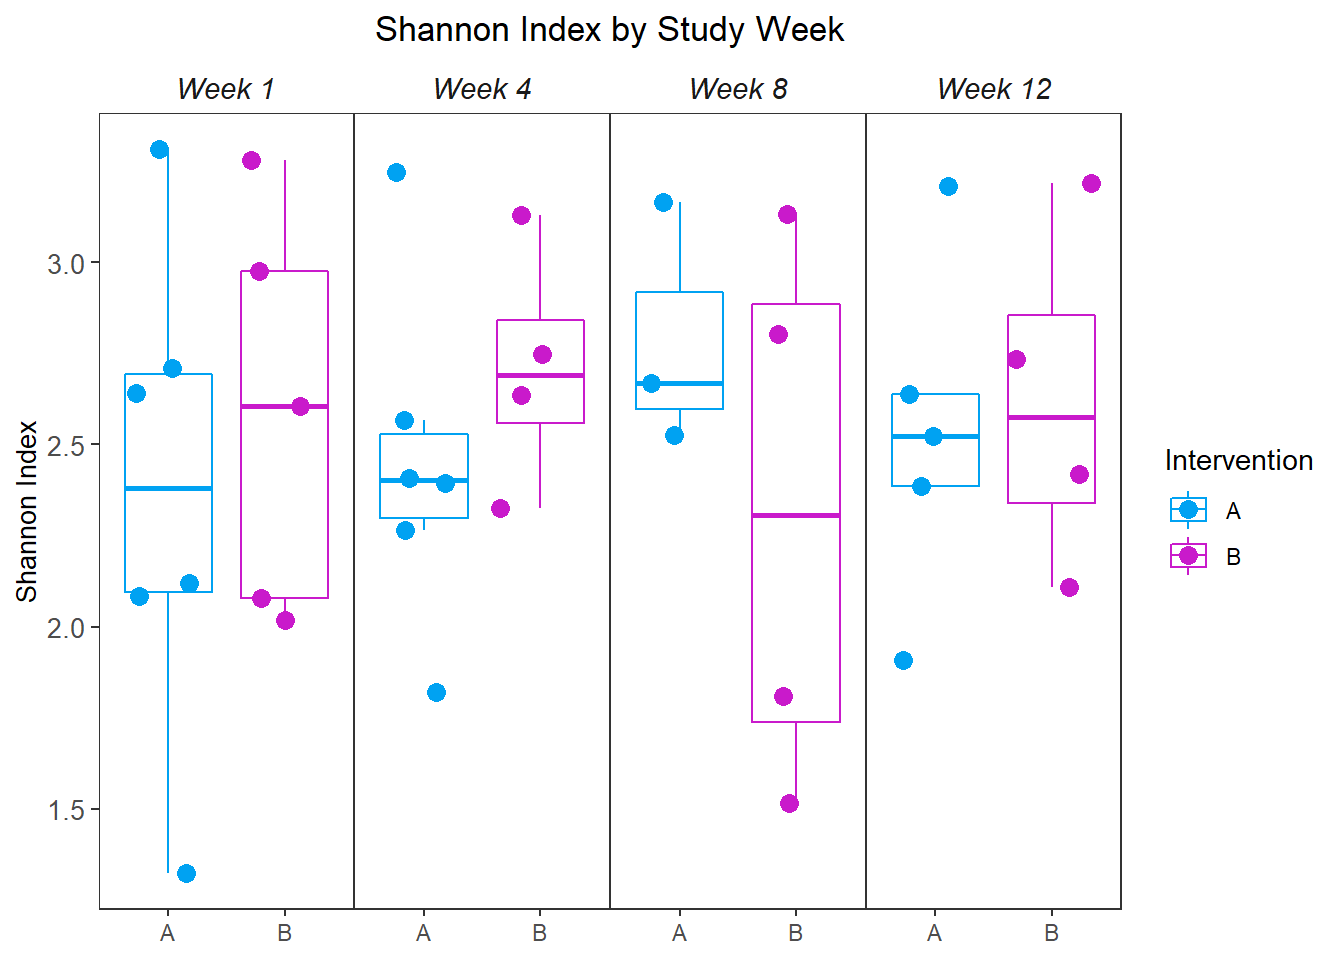 Shannon Index by Study Week
Week 1 Week 4 Week 8 Week 12
Shannon Index
3.0
2.5
2.0
1.5
A B A B A B A B
Intervention
A
B